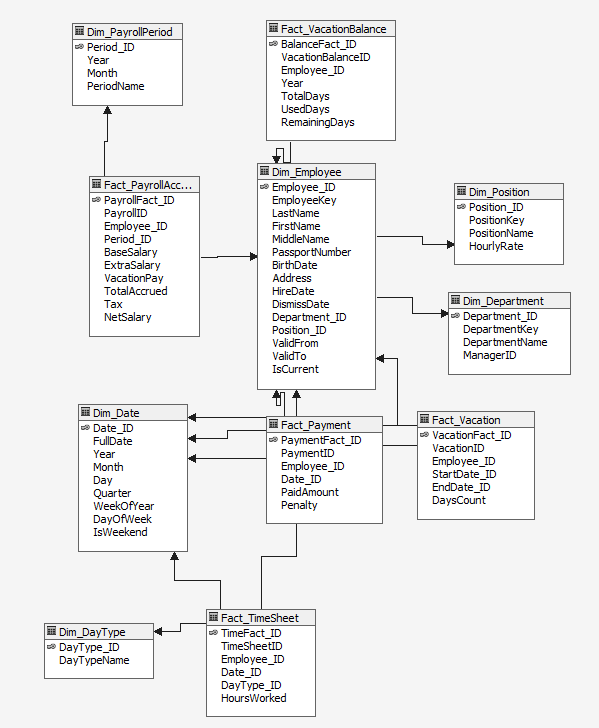 Dim_PayrollPeriod
Period_ID
Year
Month
PeriodName
Fact_VacationBalance
BalanceFact_ID
VacationBalanceID
Employee_ID
Year
TotalDays
UsedDays
RemainingDays
Fact_PayrollAcc...
PayrollFact_ID
PayrollID
Employee_ID
Period_ID
BaseSalary
ExtraSalary
VacationPay
TotalAccrued
Tax
NetSalary
Dim_Employee
Employee_ID
EmployeeKey
LastName
FirstName
MiddleName
PassportNumber
BirthDate
Address
HireDate
DismissDate
Department_ID
Position_ID
ValidFrom
ValidTo
IsCurrent
Dim_Position
Position_ID
PositionKey
PositionName
HourlyRate
Dim_Department
Department_ID
DepartmentKey
DepartmentName
ManagerID
Dim_Date
Date_ID
FullDate
Year
Month
Day
Quarter
WeekOfYear
DayOfWeek
IsWeekend
Fact_Payment
PaymentFact_ID
PaymentID
Employee_ID
Date_ID
PaidAmount
Penalty
Fact_Vacation
VacationFact_ID
VacationID
Employee_ID
StartDate_ID
EndDate_ID
DaysCount
Dim_DayType
DayType_ID
DayTypeName
Fact_TimeSheet
TimeFact_ID
TimeSheetID
Employee_ID
Date_ID
DayType_ID
HoursWorked